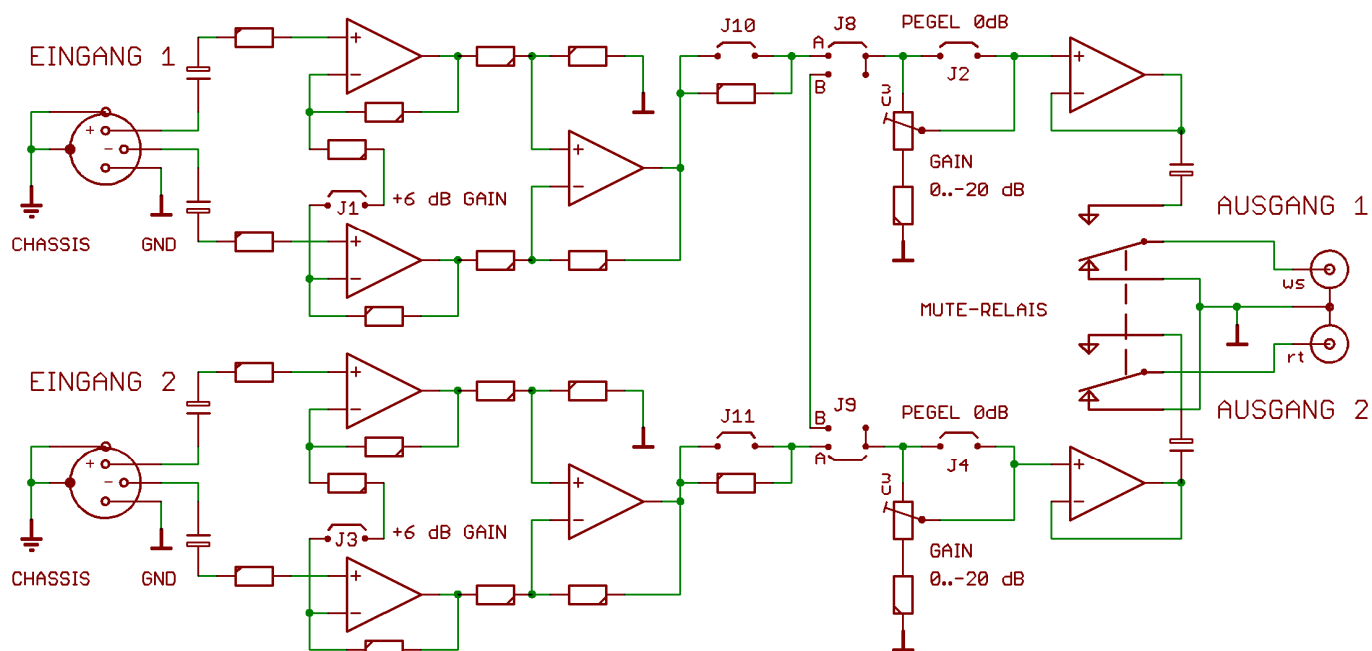 EINGANG 1
J10
J8
PEGEL 0dB
A
J2
B
3U
+
-
+
-
+
-
+
-
GAIN
0..-20 dB
+
-
J1
+6 dB GAIN
CHASSIS
GND
+
-
AUSGANG 1
ws
MUTE-RELAIS
rt
EINGANG 2
AUSGANG 2
+
-
J11
B
J9
PEGEL 0dB
A
J4
+
-
3U
+
-
+
-
J3
+6 dB GAIN
GAIN
0..-20 dB
CHASSIS
GND
+
-